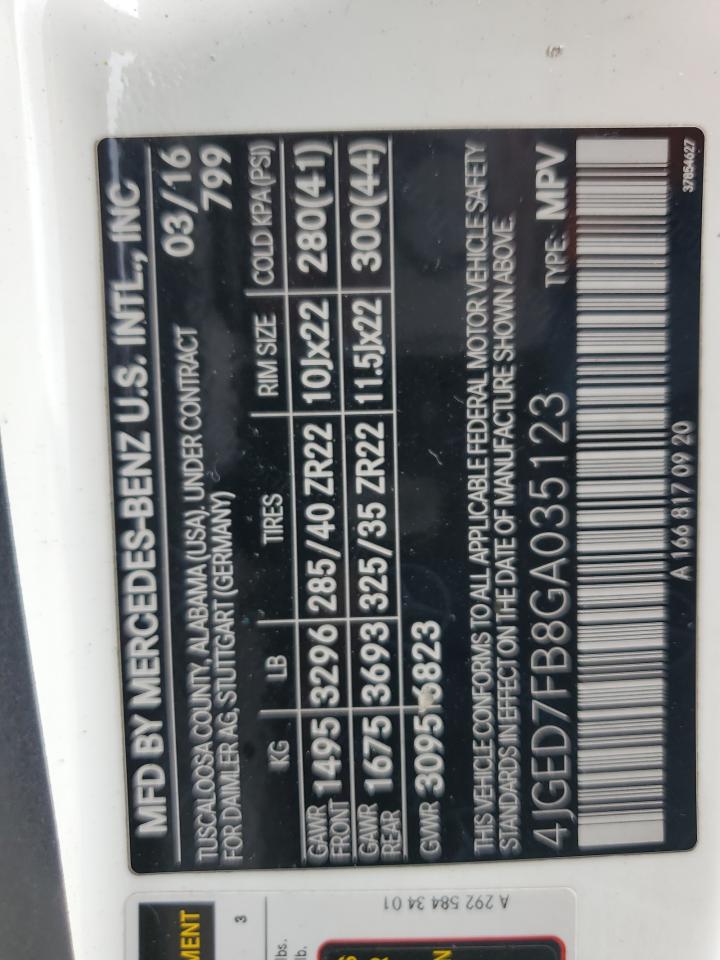 MFD BY MERCEDES-BENZ U.S. INTL., INC
TUSCALOOSA COUNTY, ALABAMA (USA), UNDER CONTRACT 03/16
FOR DAIMLER AG, STUTTGART (GERMANY) 799
KG LB TIRES RIM SIZE COLD KPA (PSI)
GAWR FRONT 1495 3296 285/40 ZR22 10Jx22 280(41)
GAWR REAR 1675 3693 325/35 ZR22 11.5Jx22 300(44)
GVWR 3095 6823
THIS VEHICLE CONFORMS TO ALL APPLICABLE FEDERAL MOTOR VEHICLE SAFETY
STANDARDS IN EFFECT ON THE DATE OF MANUFACTURE SHOWN ABOVE.
4JGED7FB8GA035123 TYPE: MPV
A 166 817 09 20
37854627
A 292 584 34 01
3
lbs.
lb.